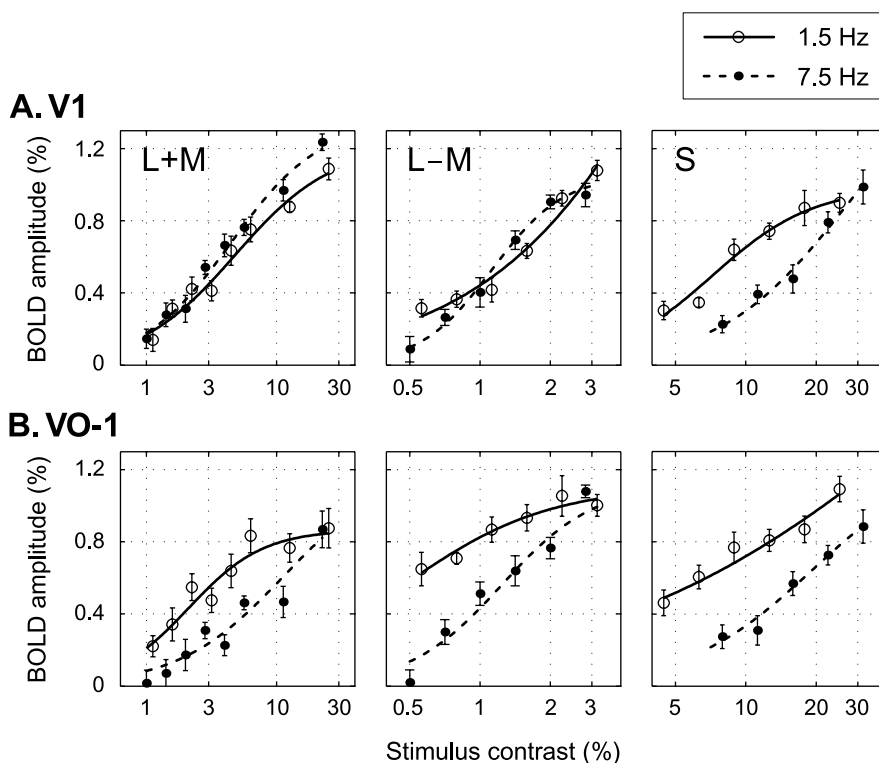 1.5 Hz
7.5 Hz
A. V1
L+M
L−M
S
BOLD amplitude (%)
1.2
0.8
0.4
0
1 3 10 30
0.5 1 2 3
5 10 20 30
B. VO-1
BOLD amplitude (%)
1.2
0.8
0.4
0
1 3 10 30
0.5 1 2 3
5 10 20 30
Stimulus contrast (%)